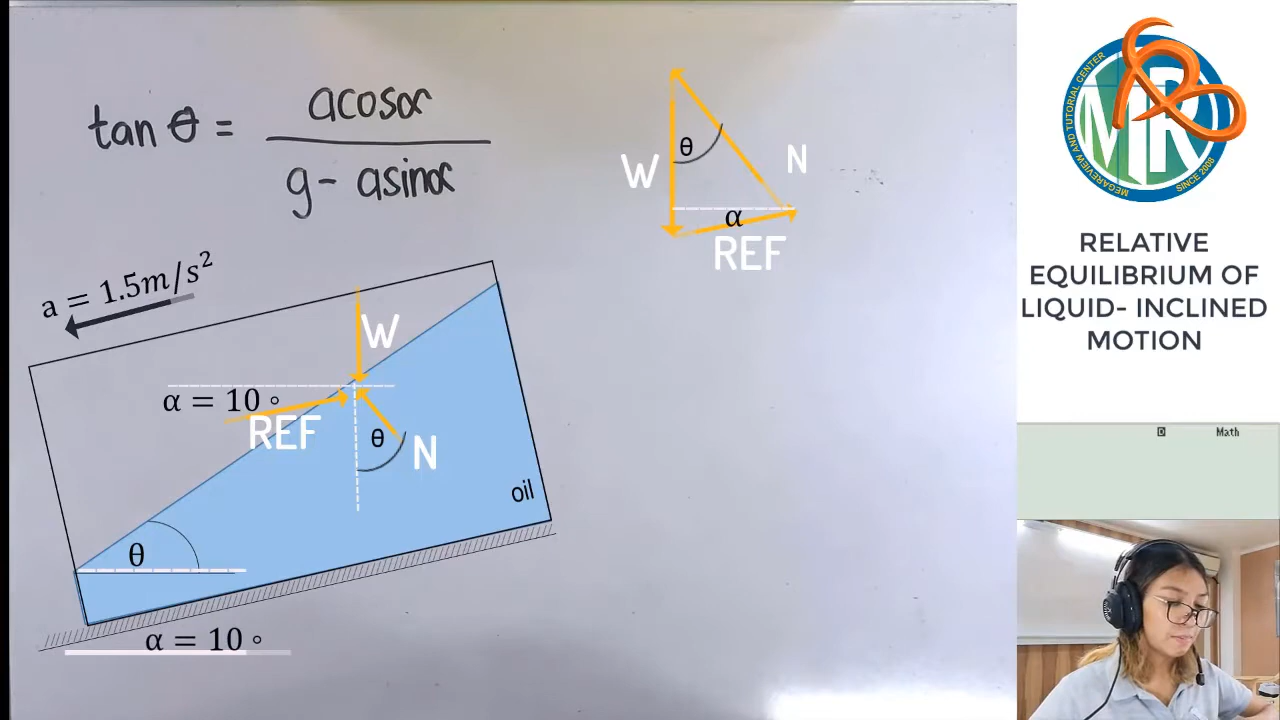 tan θ = acosα
g - asinα
W
θ
N
α
REF
a = 1.5m/s²
W
α = 10 °
REF
θ
N
oil
θ
α = 10 °
MEGAREVIEW AND TUTORIAL CENTER
MR
SINCE 2008
RELATIVE
EQUILIBRIUM OF
LIQUID- INCLINED
MOTION
D Math